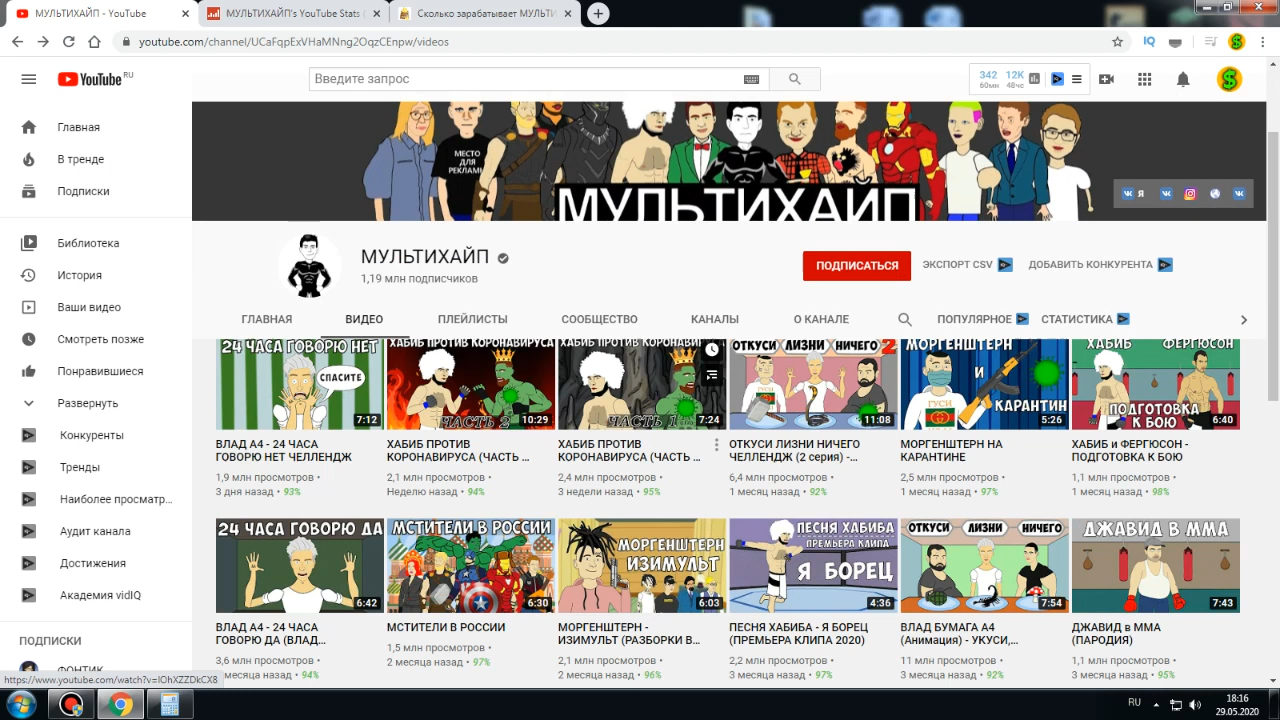 МУЛЬТИХАЙП - YouTube
МУЛЬТИХАЙП's YouTube Stats
Сколько зарабатывает МУЛЬТИ
youtube.com/channel/UCaFqpExVHaMNng2OqzCEnpw/videos
IQ
YouTube RU
Введите запрос
342 12K
60мн 48чс
Главная
В тренде
Подписки
Библиотека
История
Ваши видео
Смотреть позже
Понравившиеся
Развернуть
Конкуренты
Тренды
Наиболее просматр...
Аудит канала
Достижения
Академия vidIQ
ПОДПИСКИ
ФОНТИК
МЕСТО
ДЛЯ
РЕКЛАМЫ
МУЛЬТИХАЙП
Я
МУЛЬТИХАЙП
1,19 млн подписчиков
ПОДПИСАТЬСЯ
ЭКСПОРТ CSV
ДОБАВИТЬ КОНКУРЕНТА
ГЛАВНАЯ ВИДЕО ПЛЕЙЛИСТЫ СООБЩЕСТВО КАНАЛЫ О КАНАЛЕ ПОПУЛЯРНОЕ СТАТИСТИКА
24 ЧАСА ГОВОРЮ НЕТ
СПАСИТЕ
7:12
ВЛАД А4 - 24 ЧАСА
ГОВОРЮ НЕТ ЧЕЛЛЕНДЖ
1,9 млн просмотров •
3 дня назад • 93%
ХАБИБ ПРОТИВ КОРОНАВИРУСА
ЧАСТЬ 2
10:29
ХАБИБ ПРОТИВ
КОРОНАВИРУСА (ЧАСТЬ ...
2,1 млн просмотров •
Неделю назад • 94%
ХАБИБ ПРОТИВ КОРОНАВИ
ЧАСТЬ 1
7:24
ХАБИБ ПРОТИВ
КОРОНАВИРУСА (ЧАСТЬ ...
2,4 млн просмотров •
3 недели назад • 95%
ОТКУСИ ЛИЗНИ НИЧЕГО 2
ГУСИ
11:08
ОТКУСИ ЛИЗНИ НИЧЕГО
ЧЕЛЛЕНДЖ (2 серия) -...
6,4 млн просмотров •
1 месяц назад • 92%
МОРГЕНШТЕРН
И
КАРАНТИН
ГУСИ
5:26
МОРГЕНШТЕРН НА
КАРАНТИНЕ
2,5 млн просмотров •
1 месяц назад • 97%
ХАБИБ ФЕРГЮСОН
ПОДГОТОВКА
К БОЮ
6:40
ХАБИБ и ФЕРГЮСОН -
ПОДГОТОВКА К БОЮ
1,1 млн просмотров •
1 месяц назад • 98%
24 ЧАСА ГОВОРЮ ДА
6:42
ВЛАД А4 - 24 ЧАСА
ГОВОРЮ ДА (ВЛАД...
3,6 млн просмотров •
месяца назад • 94%
МСТИТЕЛИ В РОССИИ
6:30
МСТИТЕЛИ В РОССИИ
1,5 млн просмотров •
2 месяца назад • 97%
МОРГЕНШТЕРН
ИЗИМУЛЬТ
6:03
МОРГЕНШТЕРН -
ИЗИМУЛЬТ (РАЗБОРКИ В...
2,1 млн просмотров •
2 месяца назад • 96%
ПЕСНЯ ХАБИБА
ПРЕМЬЕРА КЛИПА
Я БОРЕЦ
4:36
ПЕСНЯ ХАБИБА - Я БОРЕЦ
(ПРЕМЬЕРА КЛИПА 2020)
2,2 млн просмотров •
3 месяца назад • 97%
ОТКУСИ ЛИЗНИ НИЧЕГО
7:54
ВЛАД БУМАГА А4
(Анимация) - УКУСИ,...
11 млн просмотров •
3 месяца назад • 92%
ДЖАВИД В ММА
7:43
ДЖАВИД в ММА
(ПАРОДИЯ)
1,1 млн просмотров •
3 месяца назад • 95%
https://www.youtube.com/watch?v=IOhXZZDkCX8
RU
18:16
29.05.2020